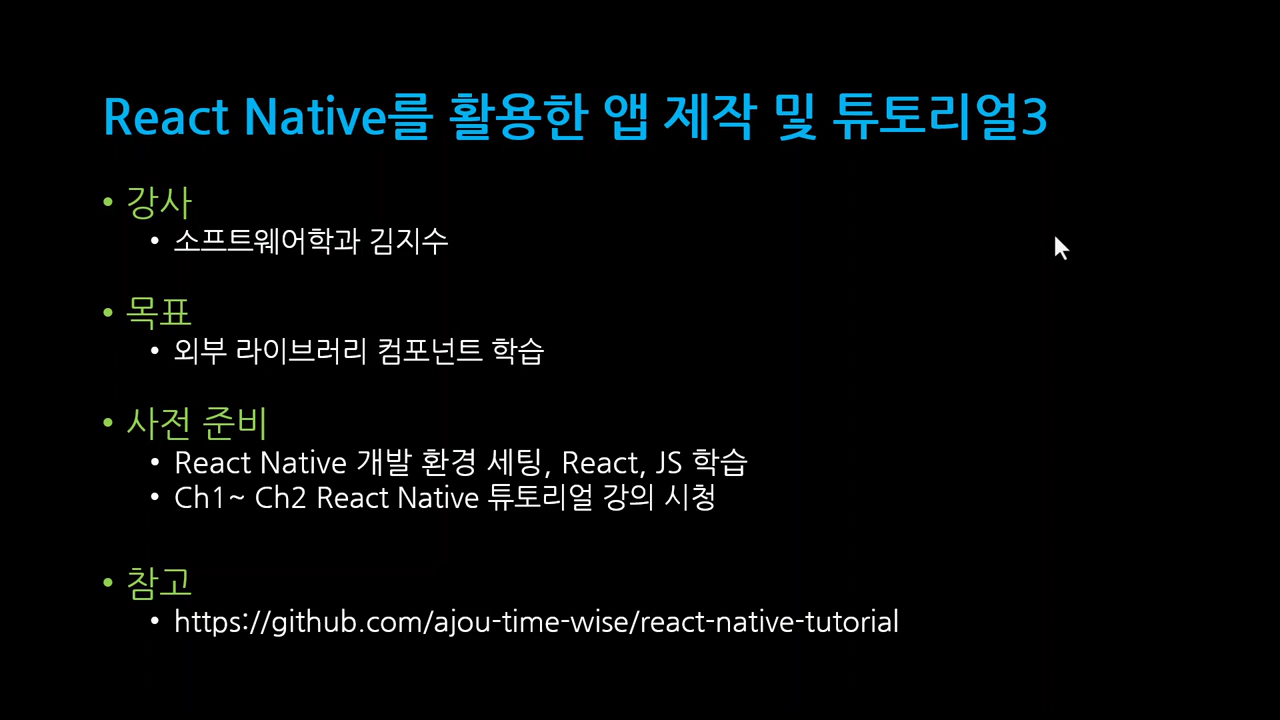 React Native를 활용한 앱 제작 및 튜토리얼3
• 강사
• 소프트웨어학과 김지수
• 목표
• 외부 라이브러리 컴포넌트 학습
• 사전 준비
• React Native 개발 환경 세팅, React, JS 학습
• Ch1~ Ch2 React Native 튜토리얼 강의 시청
• 참고
• https://github.com/ajou-time-wise/react-native-tutorial